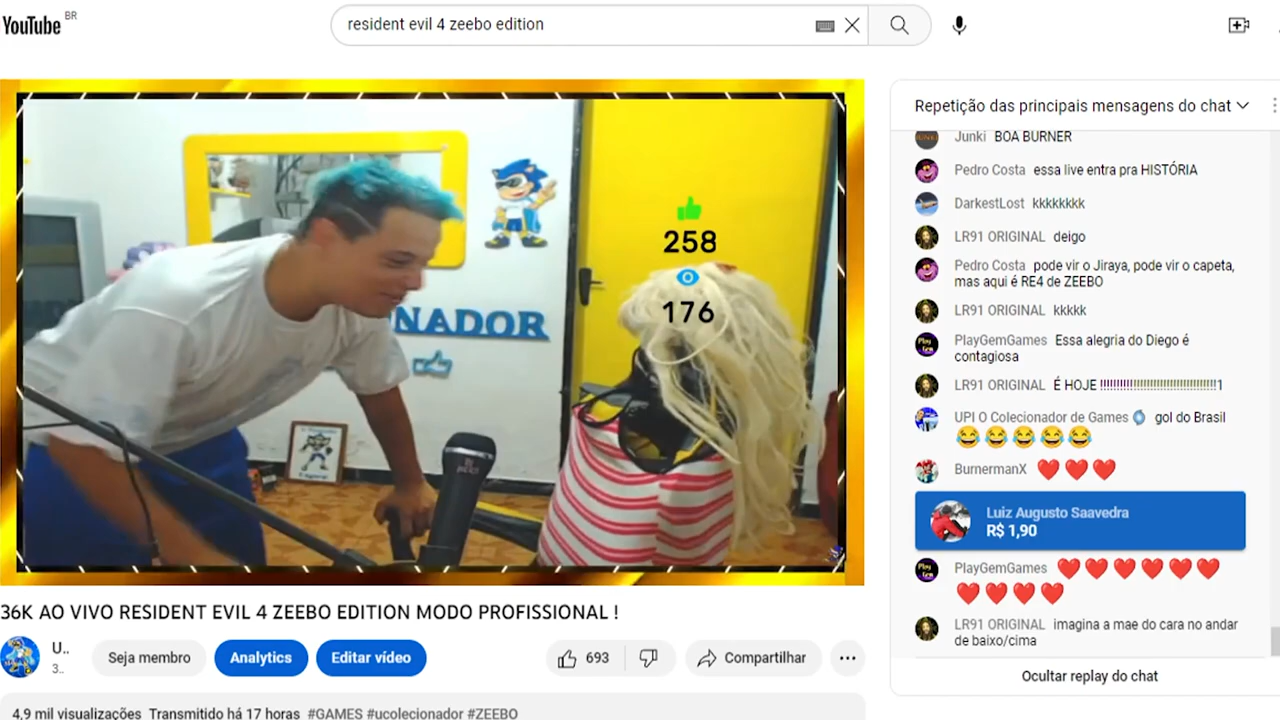 YouTube BR
resident evil 4 zeebo edition
Repetição das principais mensagens do chat
Junki BOA BURNER
Pedro Costa essa live entra pra HISTÓRIA
DarkestLost kkkkkkkk
LR91 ORIGINAL deigo
Pedro Costa pode vir o Jiraya, pode vir o capeta,
mas aqui é RE4 de ZEEBO
LR91 ORIGINAL kkkkk
PlayGemGames Essa alegria do Diego é
contagiosa
LR91 ORIGINAL É HOJE !!!!!!!!!!!!!!!!!!!!!!!!!!!!!!!!!!!!!1
UPI O Colecionador de Games gol do Brasil
😂😂😂😂😂
BurnermanX ❤️❤️❤️
Luiz Augusto Saavedra
R$ 1,90
PlayGemGames ❤️❤️❤️❤️❤️❤️
❤️❤️❤️❤️
LR91 ORIGINAL imagina a mae do cara no andar
de baixo/cima
Ocultar replay do chat
258
176
NADOR
36K AO VIVO RESIDENT EVIL 4 ZEEBO EDITION MODO PROFISSIONAL !
U..
3..
Seja membro
Analytics
Editar vídeo
693
Compartilhar
4,9 mil visualizações Transmitido há 17 horas #GAMES #ucolecionador #ZEEBO